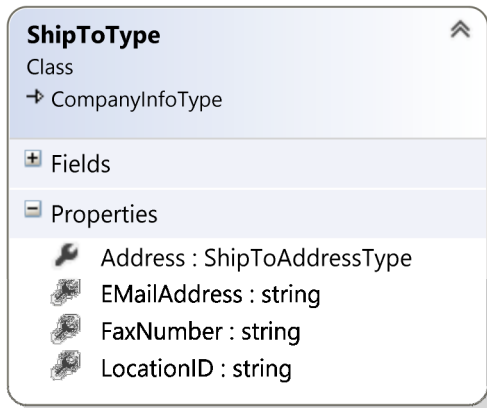 ShipToType
Class
CompanyInfoType
Fields
Properties
Address : ShipToAddressType
EMailAddress : string
FaxNumber : string
LocationID : string